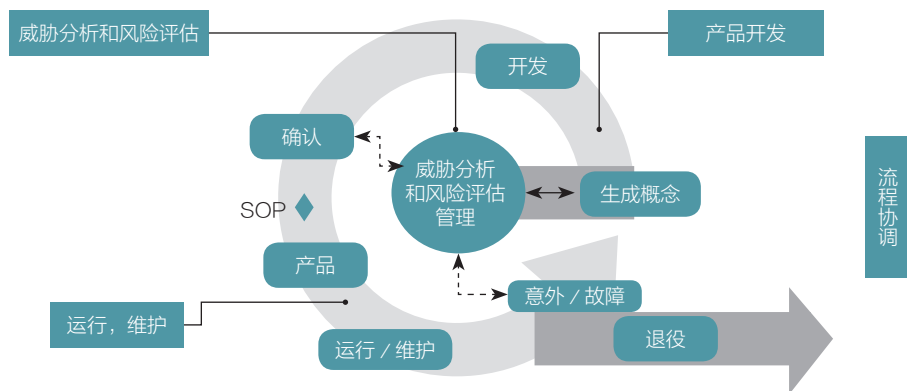 威胁分析和风险评估
产品开发
开发
确认
威胁分析
和风险评估
管理
生成概念
流程协调
SOP
产品
意外 / 故障
运行，维护
运行 / 维护
退役